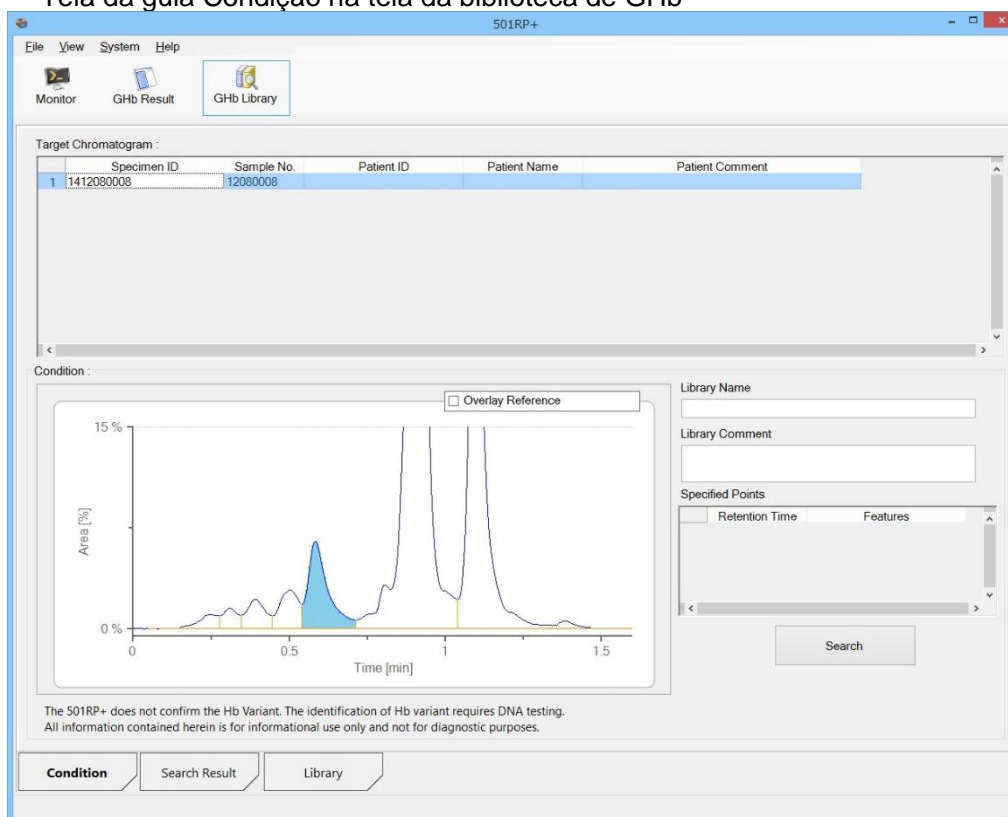 Tela da guia Condição na tela da biblioteca de GHb
501RP+
File View System Help
Monitor GHb Result GHb Library
Target Chromatogram :
Specimen ID Sample No. Patient ID Patient Name Patient Comment
1 1412080008 12080008
Condition :
Overlay Reference
15 %
Area [%]
0 %
0 0.5 1 1.5
Time [min]
Library Name
Library Comment
Specified Points
Retention Time Features
Search
The 501RP+ does not confirm the Hb Variant. The identification of Hb variant requires DNA testing.
All information contained herein is for informational use only and not for diagnostic purposes.
Condition Search Result Library